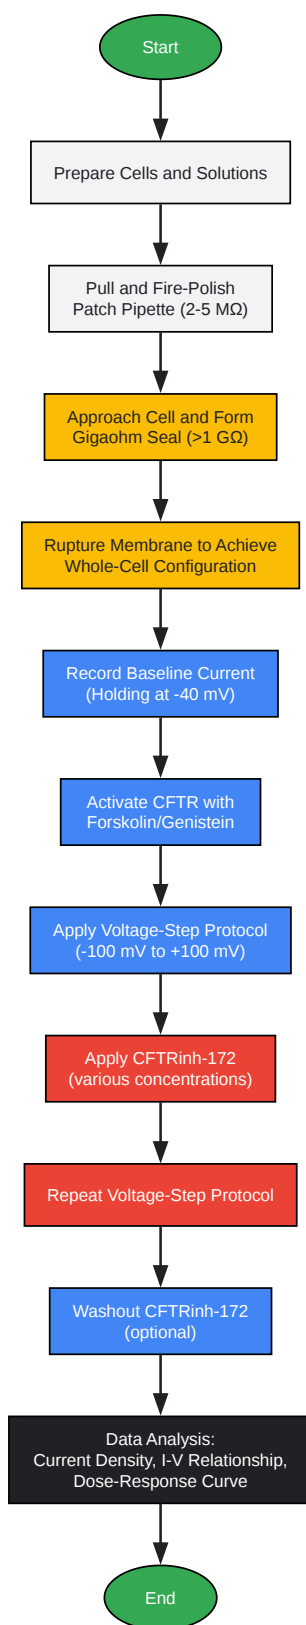 Start
Prepare Cells and Solutions
Pull and Fire-Polish
Patch Pipette (2-5 MΩ)
Approach Cell and Form
Gigaohm Seal (>1 GΩ)
Rupture Membrane to Achieve
Whole-Cell Configuration
Record Baseline Current
(Holding at -40 mV)
Activate CFTR with
Forskolin/Genistein
Apply Voltage-Step Protocol
(-100 mV to +100 mV)
Apply CFTRinh-172
(various concentrations)
Repeat Voltage-Step Protocol
Washout CFTRinh-172
(optional)
Data Analysis:
Current Density, I-V Relationship,
Dose-Response Curve
End